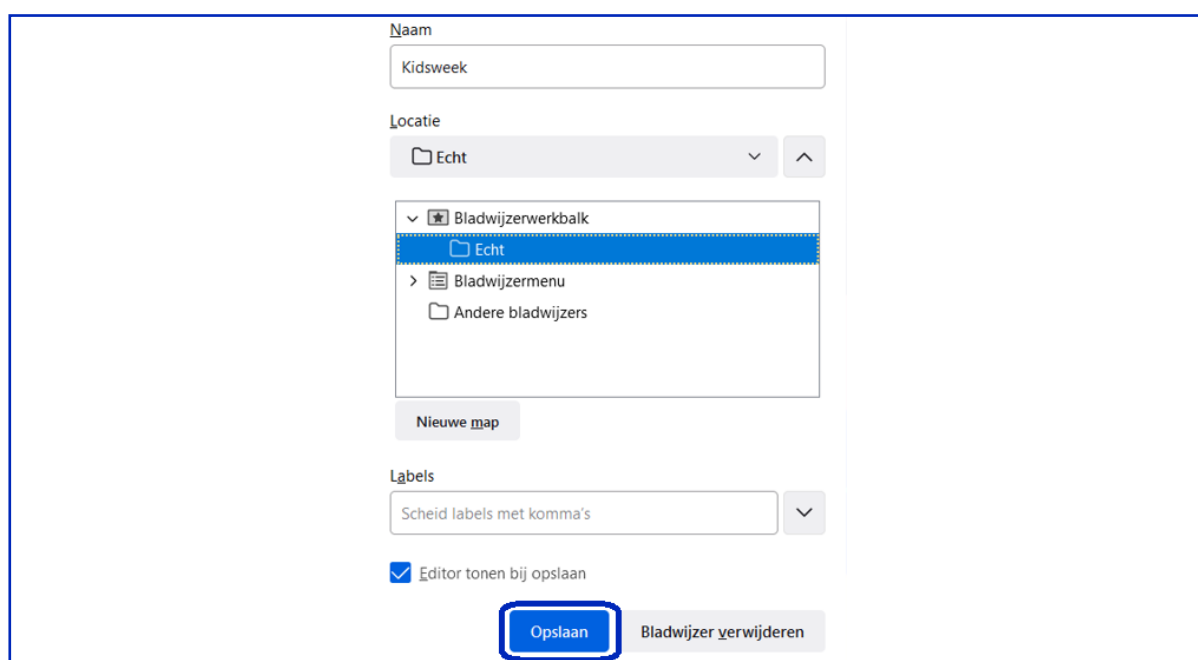 Naam
Kidsweek
Locatie
Echt
Bladwijzerwerkbalk
Echt
Bladwijzermenu
Andere bladwijzers
Nieuwe map
Labels
Scheid labels met komma's
Editor tonen bij opslaan
Opslaan Bladwijzer verwijderen